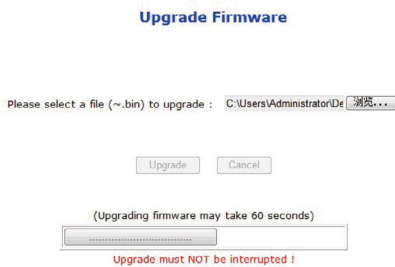 Upgrade Firmware
Please select a file (~.bin) to upgrade : C:\Users\Administrator\De 浏览...
Upgrade Cancel
(Upgrading firmware may take 60 seconds)
Upgrade must NOT be interrupted !